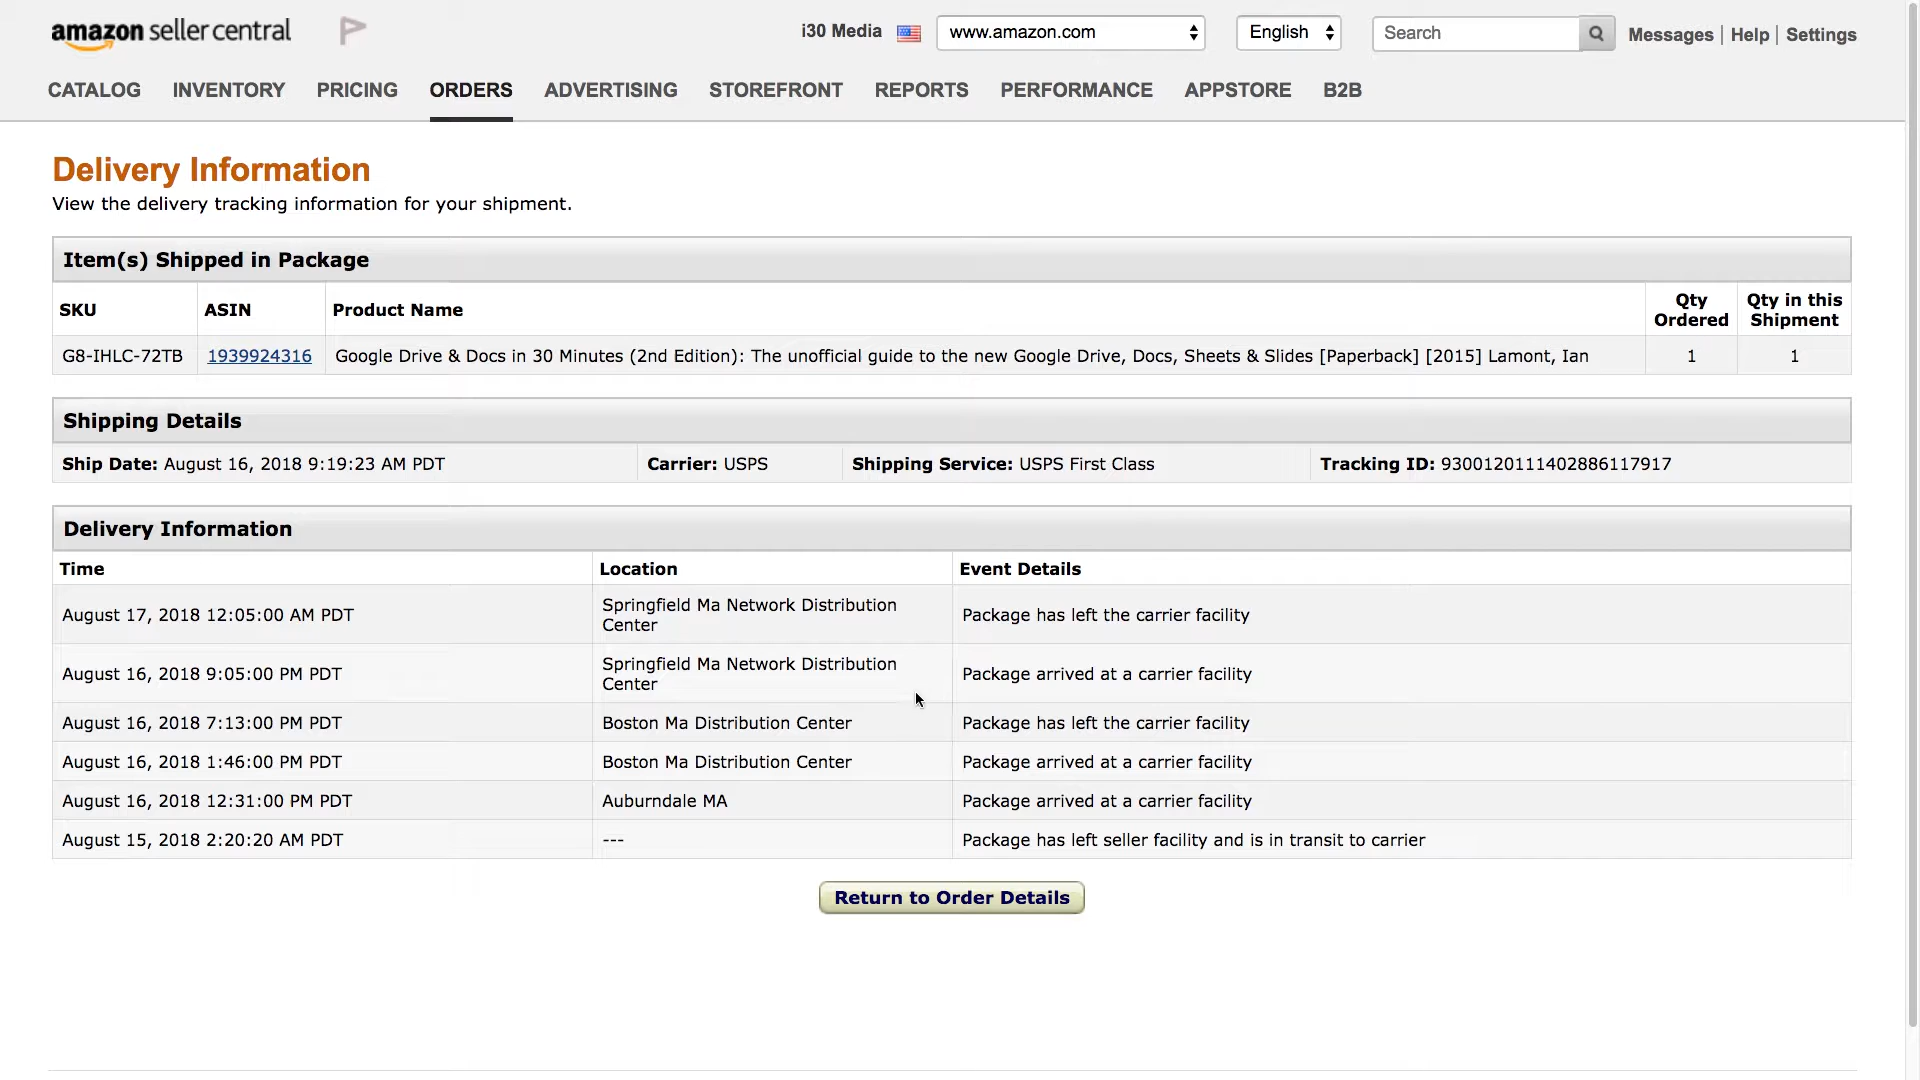 amazon seller central
i30 Media
www.amazon.com
English
Search
Messages | Help | Settings
CATALOG INVENTORY PRICING ORDERS ADVERTISING STOREFRONT REPORTS PERFORMANCE APPSTORE B2B
Delivery Information
View the delivery tracking information for your shipment.
Item(s) Shipped in Package
SKU ASIN Product Name Qty Ordered Qty in this Shipment
G8-IHLC-72TB 1939924316 Google Drive & Docs in 30 Minutes (2nd Edition): The unofficial guide to the new Google Drive, Docs, Sheets & Slides [Paperback] [2015] Lamont, Ian 1 1
Shipping Details
Ship Date: August 16, 2018 9:19:23 AM PDT Carrier: USPS Shipping Service: USPS First Class Tracking ID: 9300120111402886117917
Delivery Information
Time Location Event Details
August 17, 2018 12:05:00 AM PDT Springfield Ma Network Distribution Center Package has left the carrier facility
August 16, 2018 9:05:00 PM PDT Springfield Ma Network Distribution Center Package arrived at a carrier facility
August 16, 2018 7:13:00 PM PDT Boston Ma Distribution Center Package has left the carrier facility
August 16, 2018 1:46:00 PM PDT Boston Ma Distribution Center Package arrived at a carrier facility
August 16, 2018 12:31:00 PM PDT Auburndale MA Package arrived at a carrier facility
August 15, 2018 2:20:20 AM PDT --- Package has left seller facility and is in transit to carrier
Return to Order Details